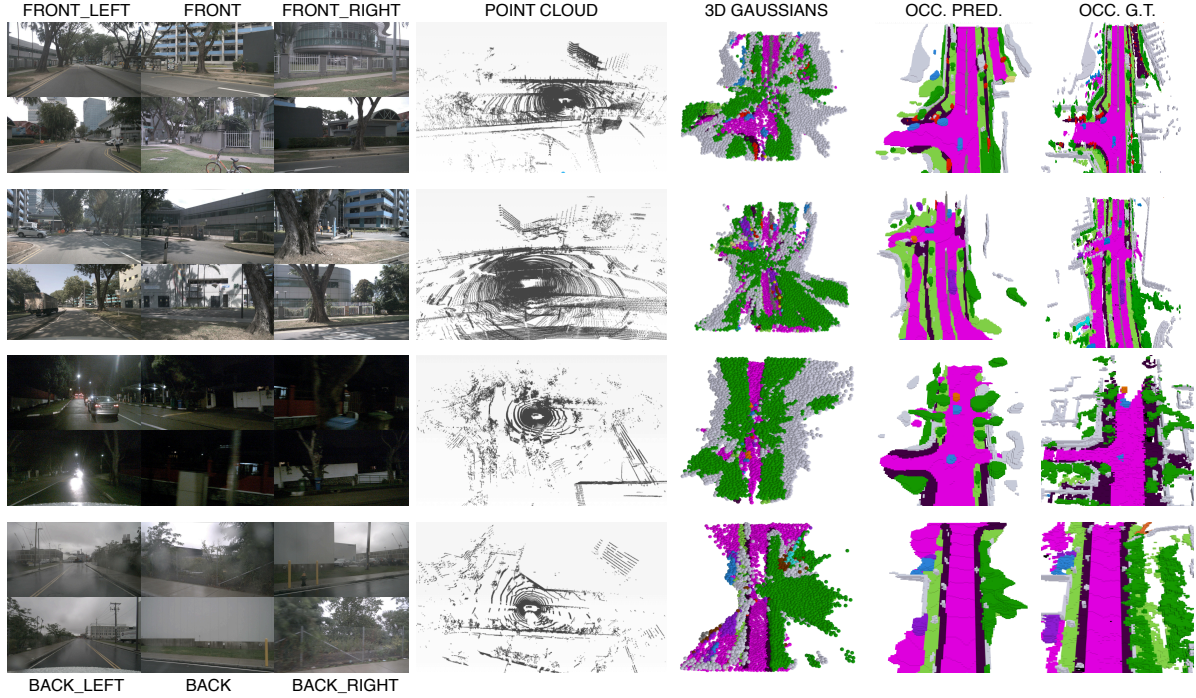 FRONT_LEFT FRONT FRONT_RIGHT POINT CLOUD 3D GAUSSIANS OCC. PRED. OCC. G.T.
BACK_LEFT BACK BACK_RIGHT